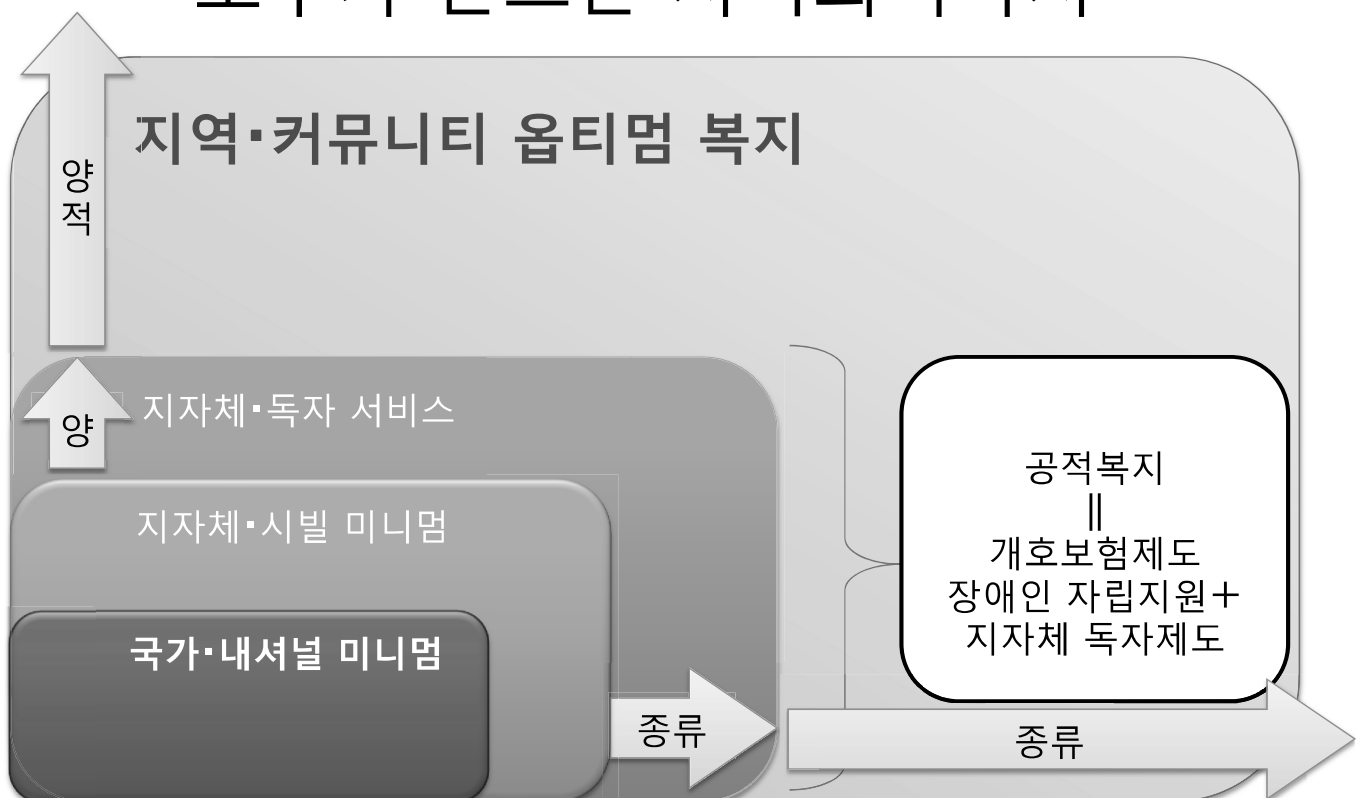 지역·커뮤니티 옵티멈 복지
양
적
지자체·독자 서비스
양
지자체·시빌 미니멈
국가·내셔널 미니멈
공적복지
||
개호보험제도
장애인 자립지원+
지자체 독자제도
종류
종류